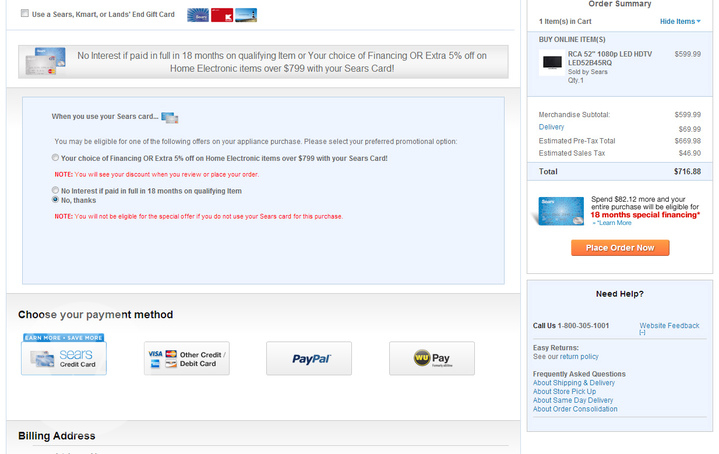 Use a Sears, Kmart, or Lands' End Gift Card
No Interest if paid in full in 18 months on qualifying Item or Your choice of Financing OR Extra 5% off on
Home Electronic items over $799 with your Sears Card!
When you use your Sears card...
You may be eligible for one of the following offers on your appliance purchase. Please select your preferred promotional option:
Your choice of Financing OR Extra 5% off on Home Electronic items over $799 with your Sears Card!
NOTE: You will see your discount when you review or place your order.
No Interest if paid in full in 18 months on qualifying Item
No, thanks
NOTE: You will not be eligible for the special offer if you do not use your Sears card for this purchase.
Choose your payment method
EARN MORE • SAVE MORE
sears
Credit Card
VISA
Other Credit /
Debit Card
PayPal
WU Pay
Billing Address
Order Summary
1 Item(s) in Cart
Hide Items
BUY ONLINE ITEM(S)
RCA 52" 1080p LED HDTV $599.99
LED52B45RQ
Sold by Sears
Qty.1
Merchandise Subtotal: $599.99
Delivery $69.99
Estimated Pre-Tax Total $669.98
Estimated Sales Tax $46.90
Total $716.88
Spend $82.12 more and your
entire purchase will be eligible for
18 months special financing*
+*Learn More
Place Order Now
Need Help?
Call Us 1-800-305-1001
Website Feedback
[-]
Easy Returns:
See our return policy
Frequently Asked Questions
About Shipping & Delivery
About Store Pick Up
About Same Day Delivery
About Order Consolidation